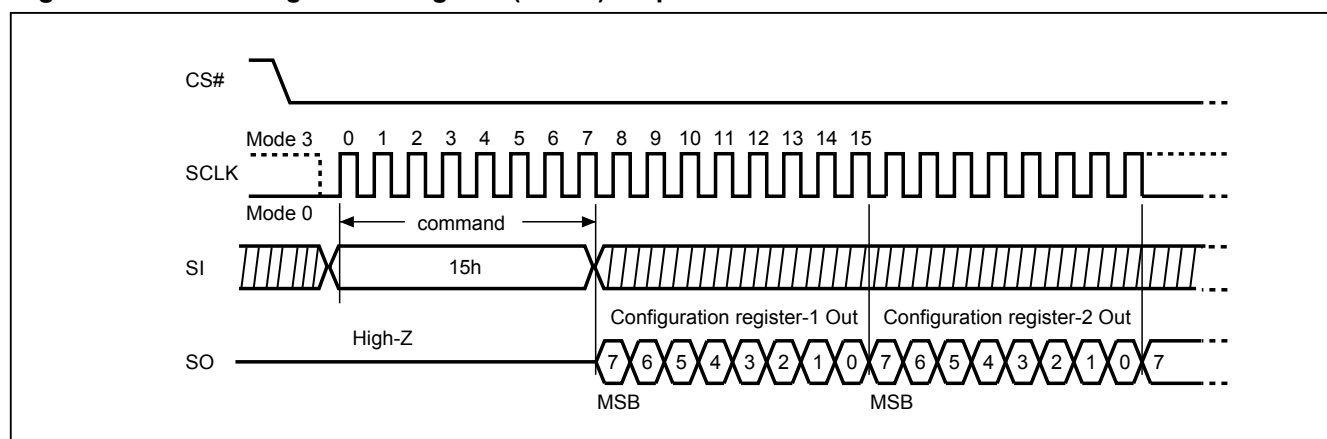 CS#
Mode 3 0 1 2 3 4 5 6 7 8 9 10 11 12 13 14 15
SCLK
Mode 0
command
SI
15h
Configuration register-1 Out Configuration register-2 Out
High-Z
SO
7 6 5 4 3 2 1 0 7 6 5 4 3 2 1 0 7
MSB MSB